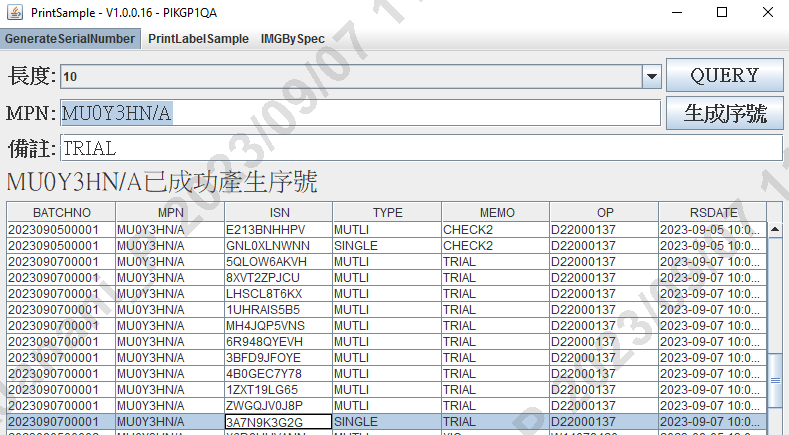 PrintSample - V1.0.0.16 - PIKGP1QA
GenerateSerialNumber PrintLabelSample IMGBySpec
長度: 10 QUERY
MPN: MU0Y3HN/A 生成序號
備註: TRIAL
MU0Y3HN/A已成功產生序號
BATCHNO MPN ISN TYPE MEMO OP RSDATE
2023090500001 MU0Y3HN/A E213BNHHPV MUTLI CHECK2 D22000137 2023-09-05 10:0...
2023090500001 MU0Y3HN/A GNL0XLNWNN SINGLE CHECK2 D22000137 2023-09-05 10:0...
2023090700001 MU0Y3HN/A 5QLOW6AKVH MUTLI TRIAL D22000137 2023-09-07 10:0...
2023090700001 MU0Y3HN/A 8XVT2ZPJCU MUTLI TRIAL D22000137 2023-09-07 10:0...
2023090700001 MU0Y3HN/A LHSCL8T6KX MUTLI TRIAL D22000137 2023-09-07 10:0...
2023090700001 MU0Y3HN/A 1UHRAIS5B5 MUTLI TRIAL D22000137 2023-09-07 10:0...
2023090700001 MU0Y3HN/A MH4JQP5VNS MUTLI TRIAL D22000137 2023-09-07 10:0...
2023090700001 MU0Y3HN/A 6R948QYEVH MUTLI TRIAL D22000137 2023-09-07 10:0...
2023090700001 MU0Y3HN/A 3BFD9JFOYE MUTLI TRIAL D22000137 2023-09-07 10:0...
2023090700001 MU0Y3HN/A 4B0GEC7Y78 MUTLI TRIAL D22000137 2023-09-07 10:0...
2023090700001 MU0Y3HN/A 1ZXT19LG65 MUTLI TRIAL D22000137 2023-09-07 10:0...
2023090700001 MU0Y3HN/A ZWGQJV0J8P MUTLI TRIAL D22000137 2023-09-07 10:0...
2023090700001 MU0Y3HN/A 3A7N9K3G2G SINGLE TRIAL D22000137 2023-09-07 10:0...